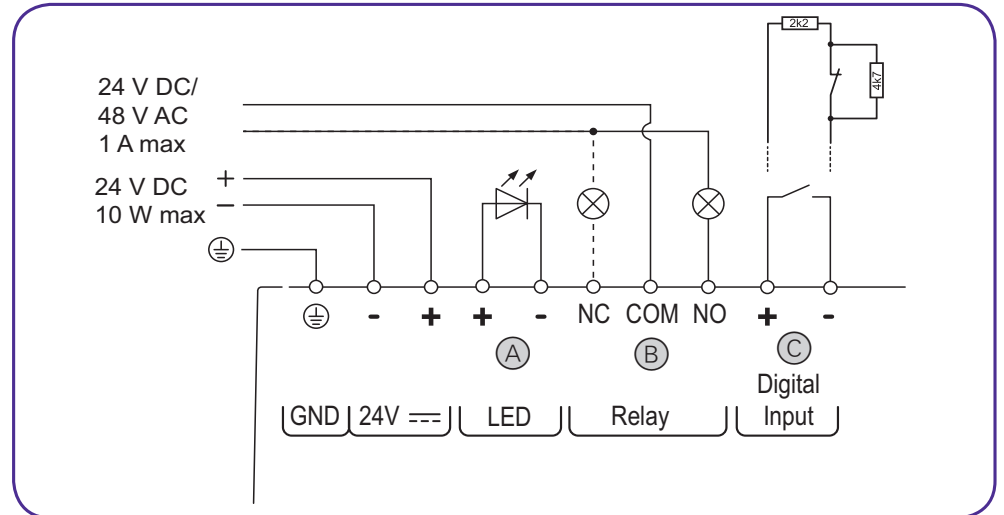 2k2
4k7
24 V DC/
48 V AC
1 A max
24 V DC +
10 W max −
- + + - NC COM NO + -
A B C
Digital
GND 24V LED Relay Input